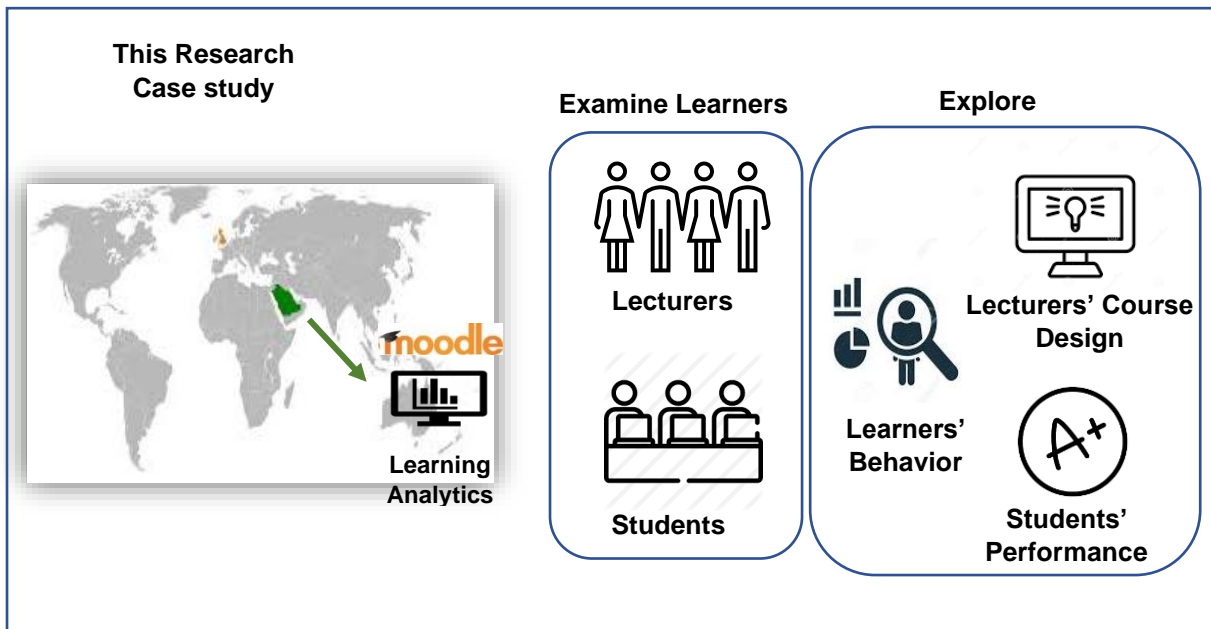 This Research
Case study
moodle
Learning
Analytics
Examine Learners
Lecturers
Students
Explore
Lecturers’ Course
Design
Learners’
Behavior
A+
Students’
Performance